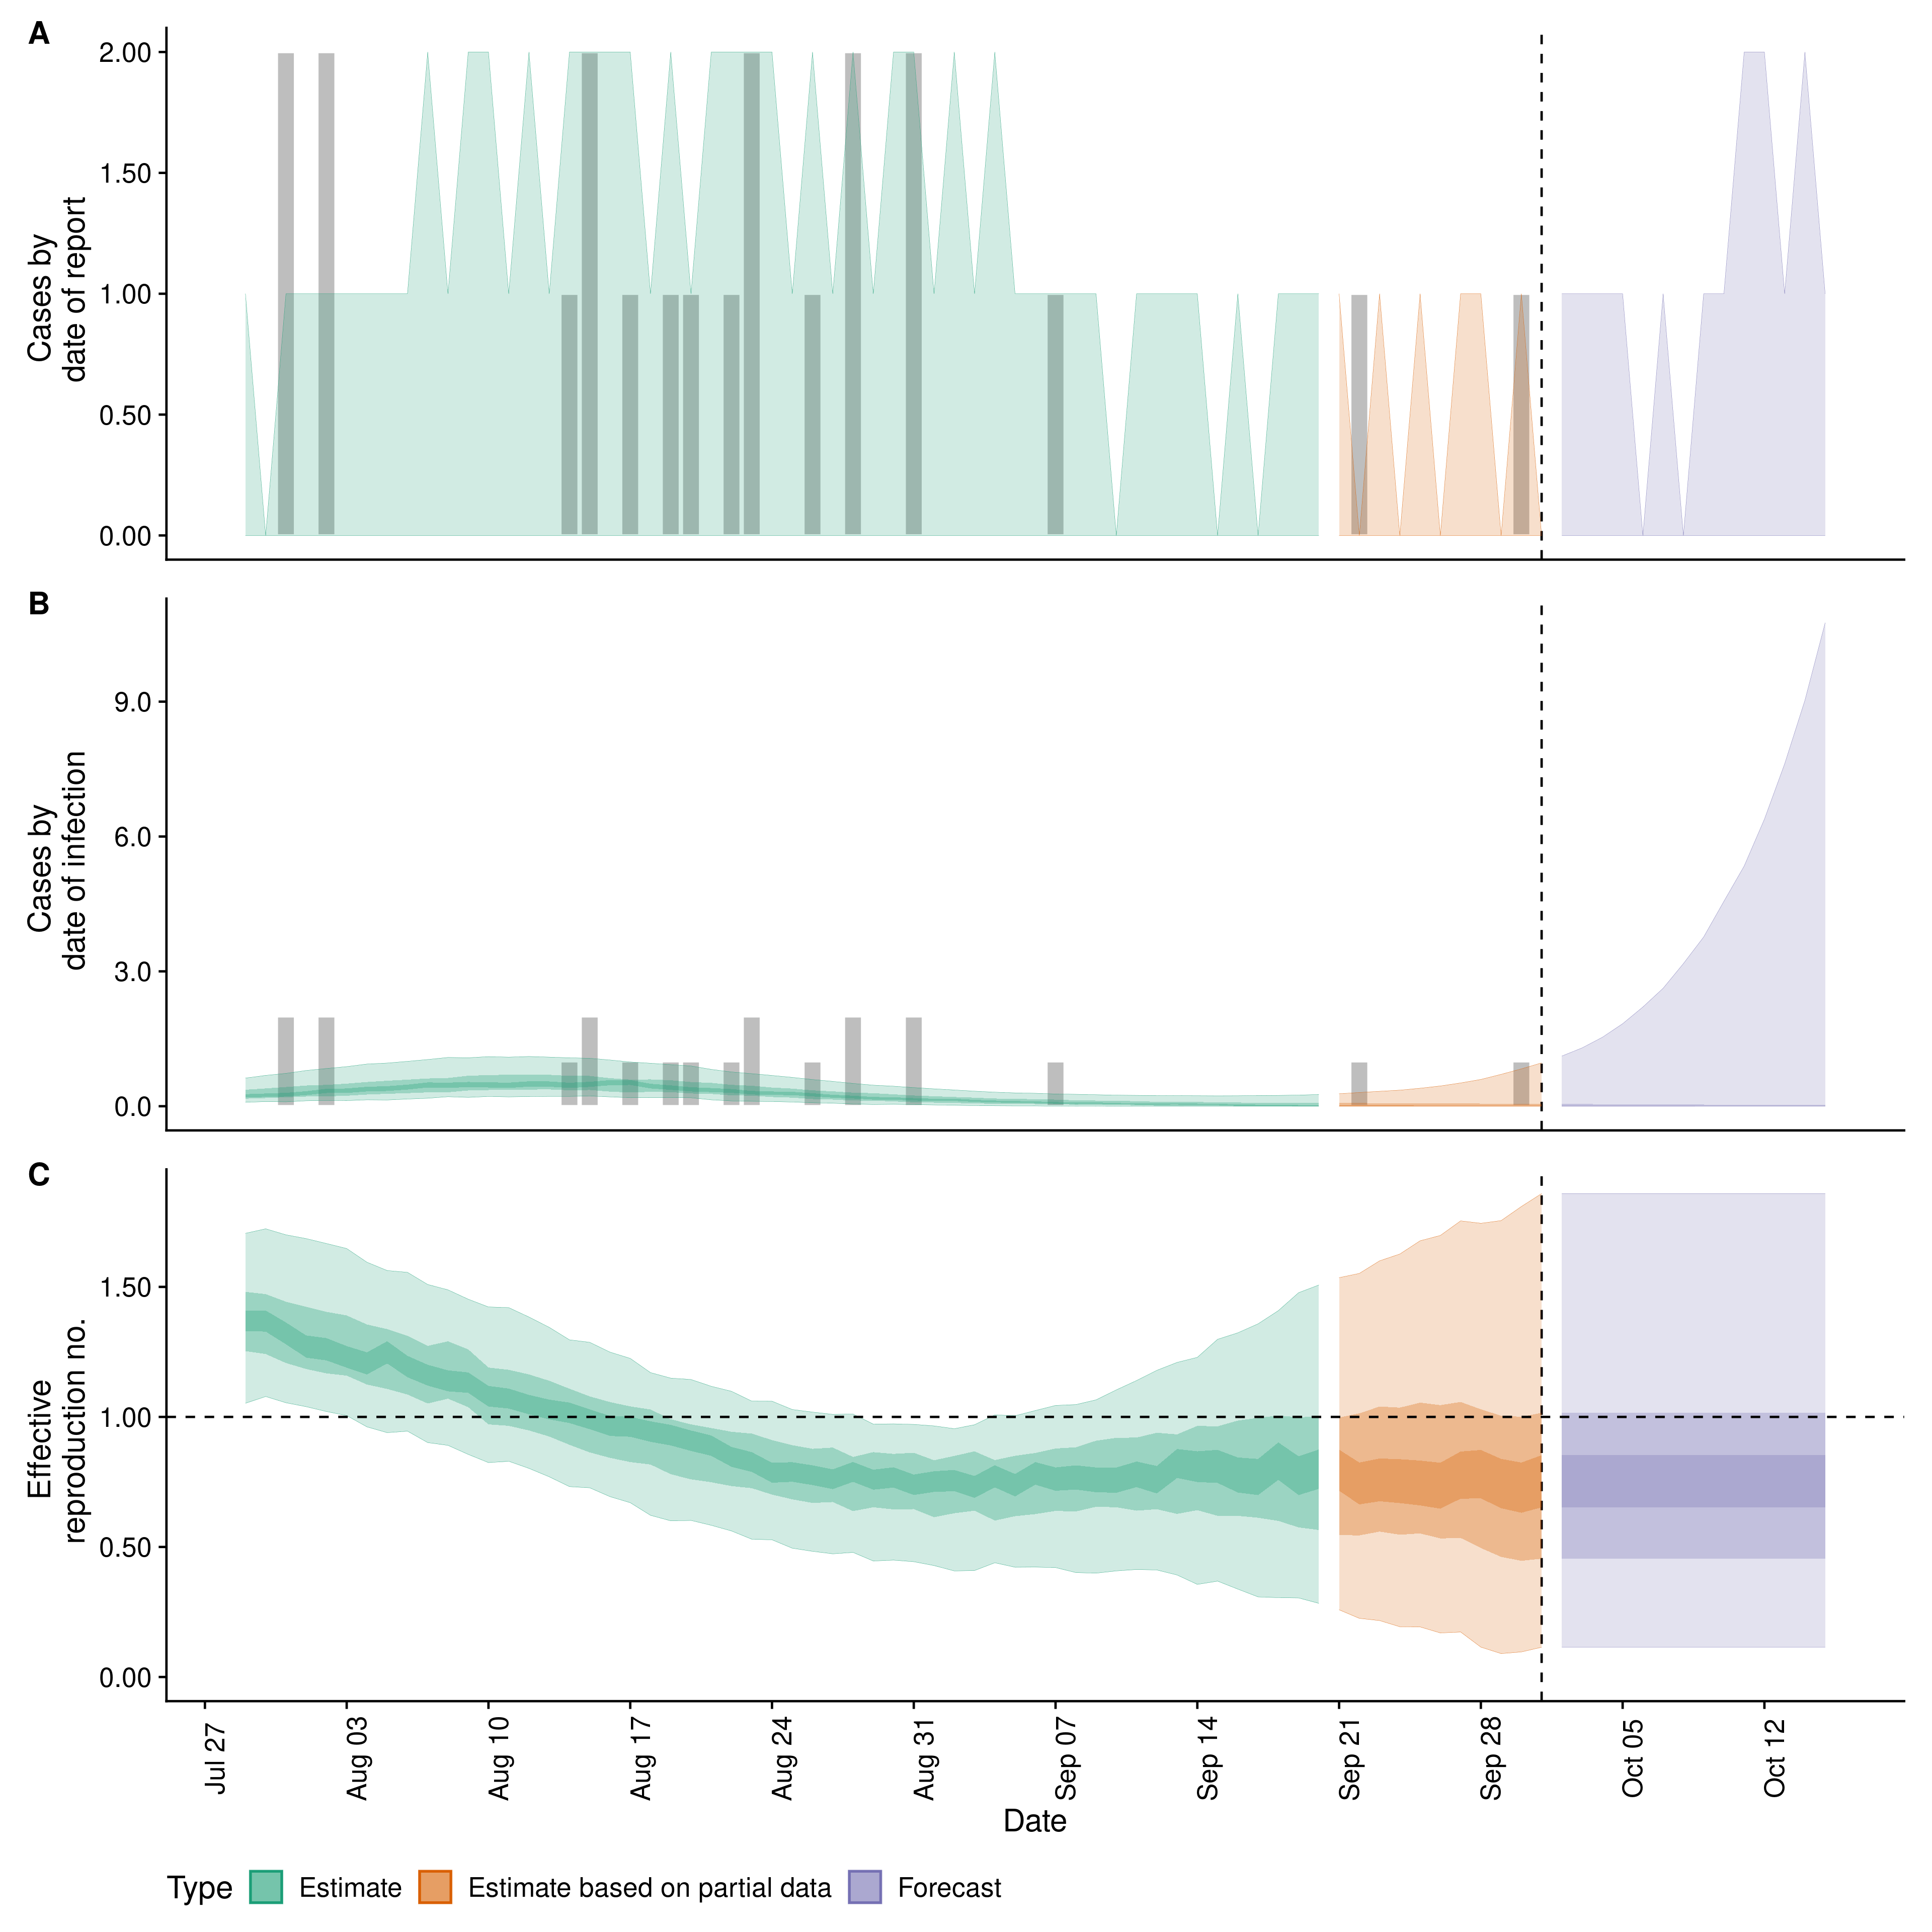 A
2.00
1.50
1.00
0.50
0.00
Cases by
date of report
B
9.0
6.0
3.0
0.0
Cases by
date of infection
C
1.50
1.00
0.50
0.00
Effective
reproduction no.
Jul 27
Aug 03
Aug 10
Aug 17
Aug 24
Aug 31
Sep 07
Sep 14
Sep 21
Sep 28
Oct 05
Oct 12
Date
Type
Estimate
Estimate based on partial data
Forecast